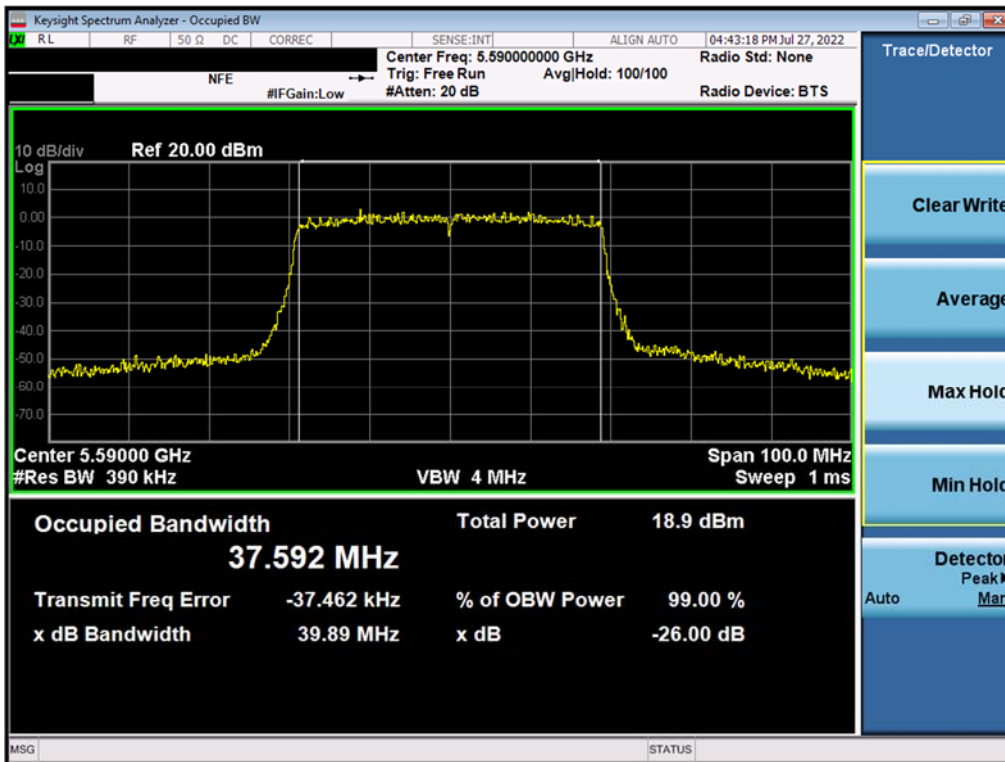 Keysight Spectrum Analyzer - Occupied BW
LXI RL RF 50 Ω DC CORREC SENSE:INT ALIGN AUTO 04:43:18 PM Jul 27, 2022
Center Freq: 5.590000000 GHz Radio Std: None
NFE Trig: Free Run Avg|Hold: 100/100
#IFGain:Low #Atten: 20 dB Radio Device: BTS
Trace/Detector
10 dB/div Ref 20.00 dBm
Log
10.0
0.00
-10.0
-20.0
-30.0
-40.0
-50.0
-60.0
-70.0
Center 5.59000 GHz Span 100.0 MHz
#Res BW 390 kHz VBW 4 MHz Sweep 1 ms
Occupied Bandwidth Total Power 18.9 dBm
37.592 MHz
Transmit Freq Error -37.462 kHz % of OBW Power 99.00 %
x dB Bandwidth 39.89 MHz x dB -26.00 dB
Clear Write
Average
Max Hold
Min Hold
Detector
Peak
Auto Man
MSG STATUS